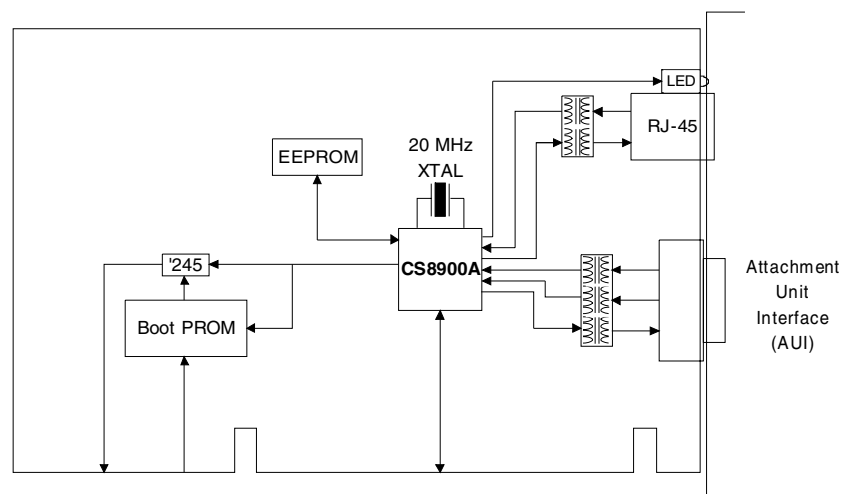 LED
RJ-45
20 MHz
XTAL
EEPROM
CS8900A
'245
Boot PROM
Attachment
Unit
Interface
(AUI)